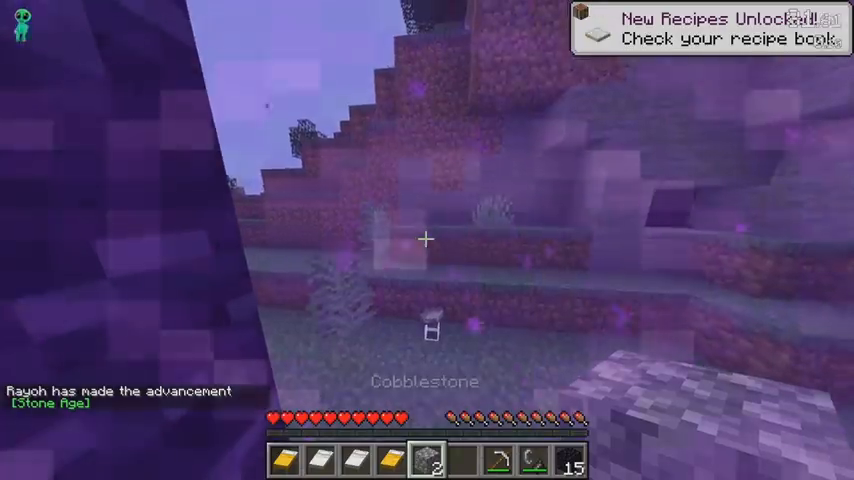 New Recipes Unlocked!
Check your recipe book
Rayoh has made the advancement
[Stone Age]
Cobblestone
2
15